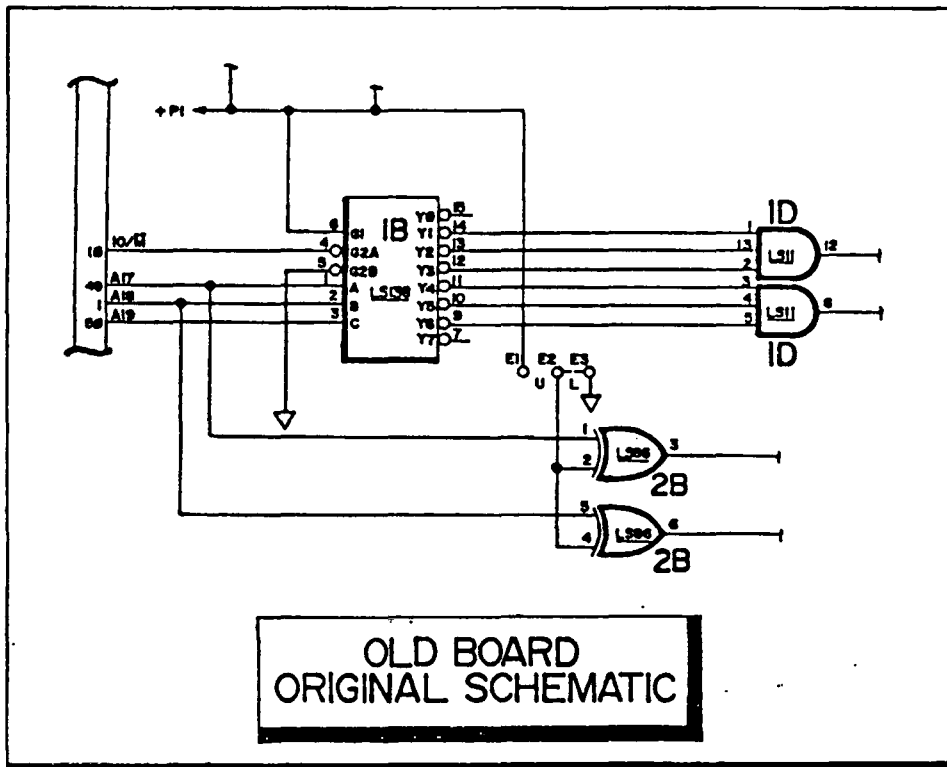 +P1
1B
6 G1
Y0 15
Y1 14
1D
18 IO/M̅
4 G2A
Y2 13
1
13
LS11
12
5 G2B
Y3 12
2
A17
1 A
LS138
Y4 11
3
1 A18
2 B
Y5 10
4
LS11
6
A19
3 C
Y6 9
5
Y7 7
1D
E1
E2
E3
U
L
1
2
LS86
3
2B
5
4
LS86
6
2B
OLD BOARD
ORIGINAL SCHEMATIC